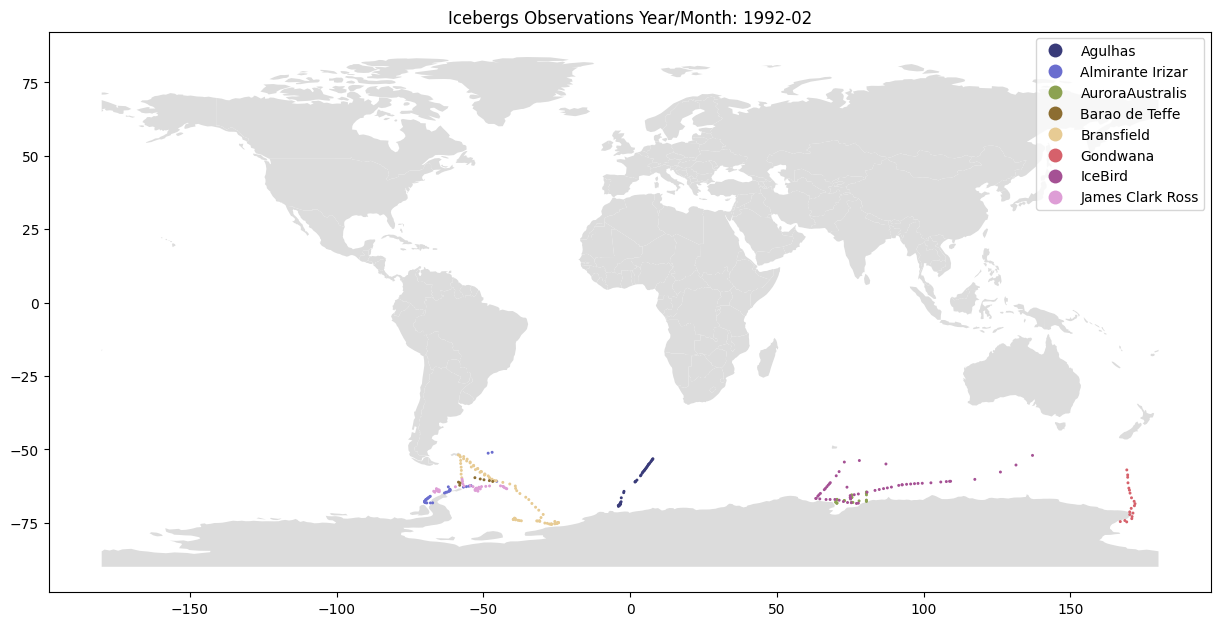 Icebergs Observations Year/Month: 1992-02
Agulhas
Almirante Irizar
AuroraAustralis
Barao de Teffe
Bransfield
Gondwana
IceBird
James Clark Ross
75
50
25
0
−25
−50
−75
−150
−100
−50
0
50
100
150